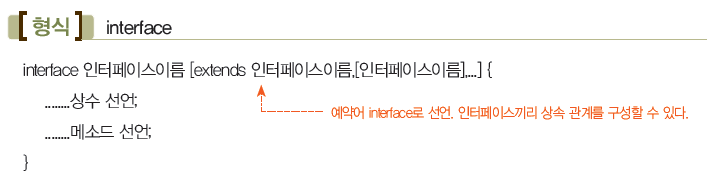 형식 interface
interface 인터페이스이름 [extends 인터페이스이름,[인터페이스이름],...] {
........상수 선언;
예약어 interface로 선언. 인터페이스끼리 상속 관계를 구성할 수 있다.
........메소드 선언;
}